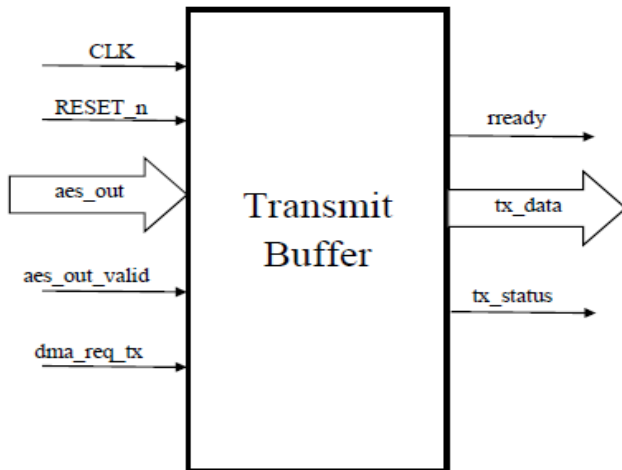 CLK
RESET_n
aes_out
aes_out_valid
dma_req_tx
Transmit
Buffer
rready
tx_data
tx_status